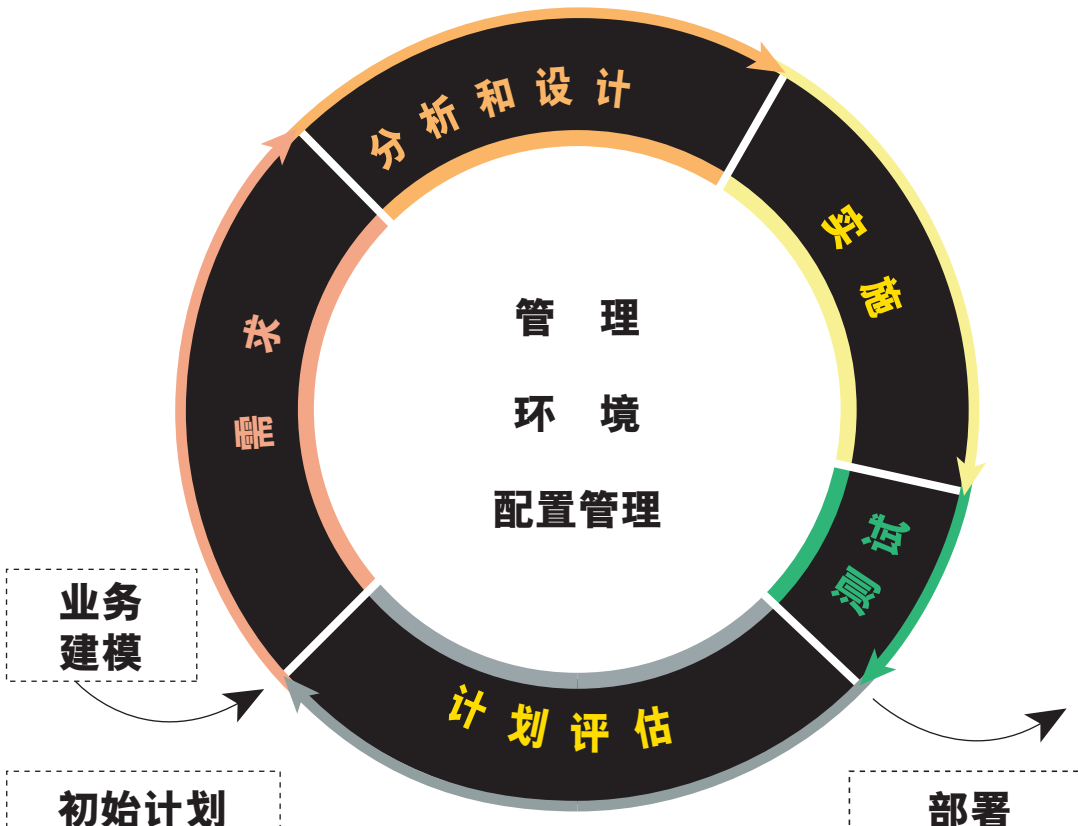 分析和设计
实施
需求
管 理
环 境
配置管理
测试
业务
建模
计划评估
初始计划
部署